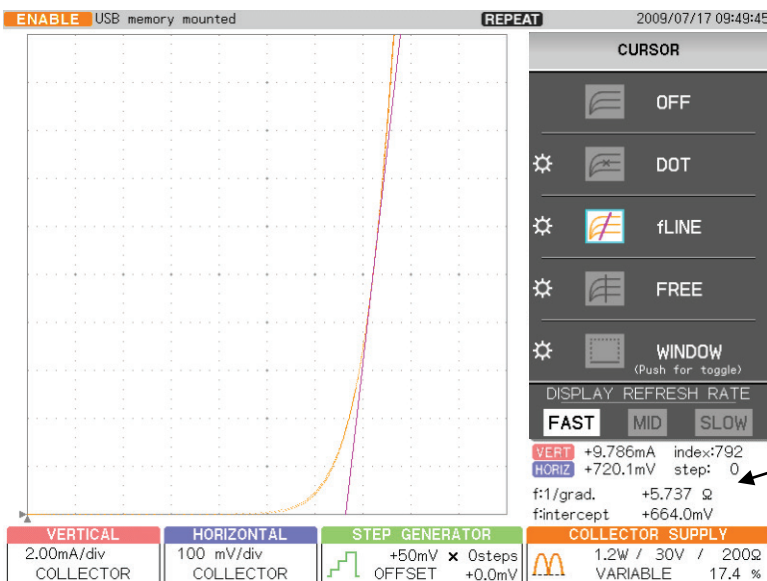 ENABLE USB memory mounted REPEAT 2009/07/17 09:49:45
CURSOR
OFF
DOT
fLINE
FREE
WINDOW
(Push for toggle)
DISPLAY REFRESH RATE
FAST MID SLOW
VERT +9.786mA index:792
HORIZ +720.1mV step: 0
f:1/grad. +5.737 Ω
f:intercept +664.0mV
VERTICAL HORIZONTAL STEP GENERATOR COLLECTOR SUPPLY
2.00mA/div 100 mV/div +50mV × 0steps 1.2W / 30V / 200Ω
COLLECTOR COLLECTOR OFFSET +0.0mV VARIABLE 17.4 %